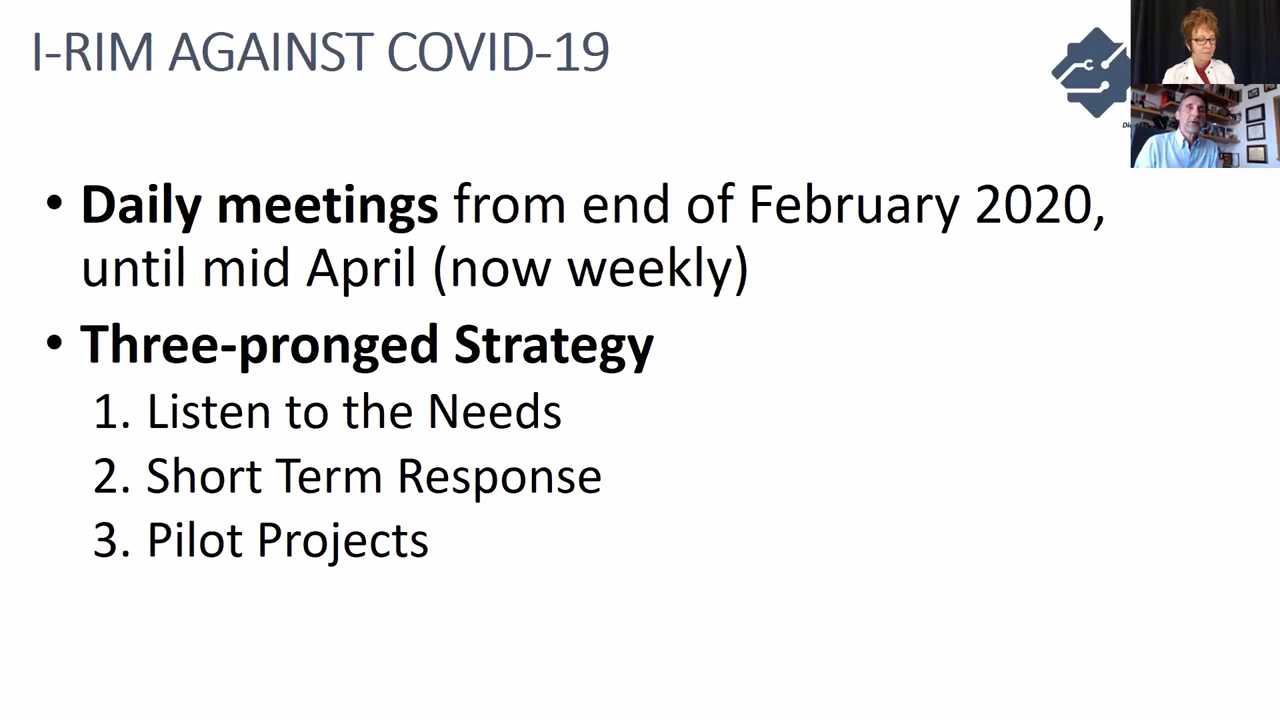 I-RIM AGAINST COVID-19
• Daily meetings from end of February 2020,
until mid April (now weekly)
• Three-pronged Strategy
1. Listen to the Needs
2. Short Term Response
3. Pilot Projects